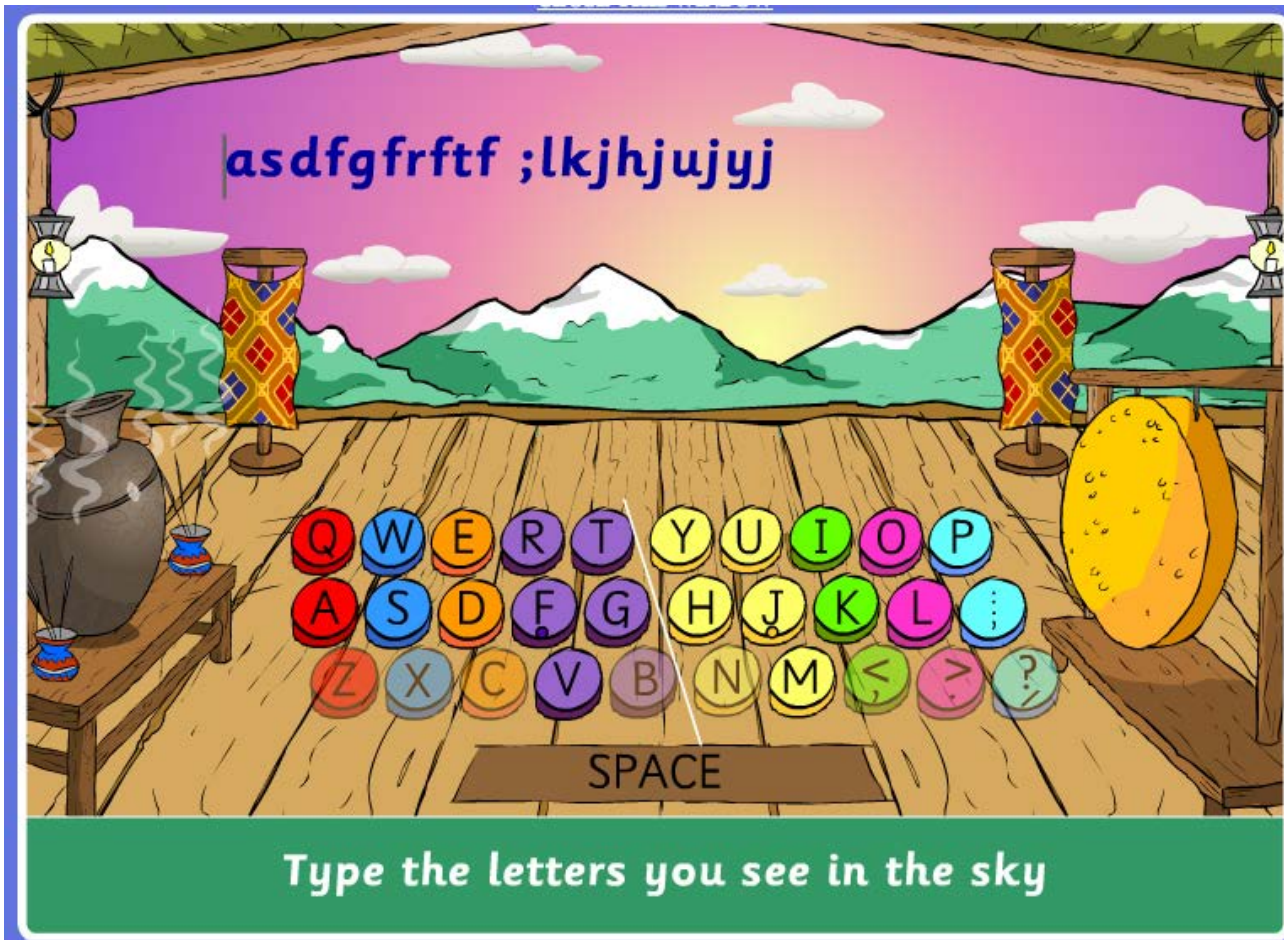 asdfgfrftf ;lkjhjujyj
Q W E R T Y U I O P
A S D F G H J K L ;
Z X C V B N M < , > . ? /
SPACE
Type the letters you see in the sky